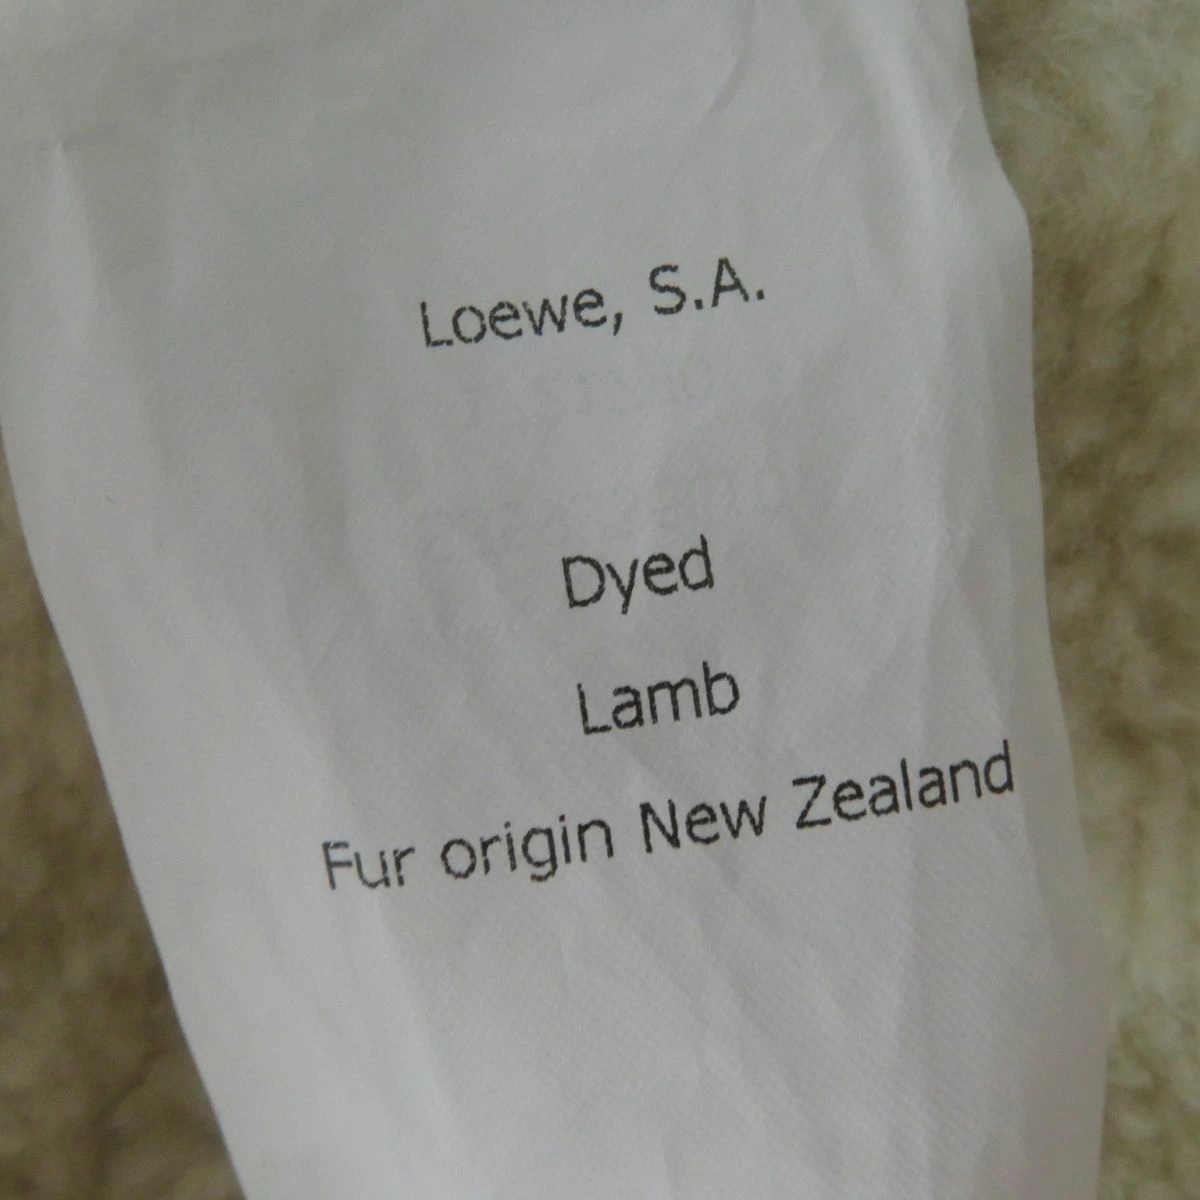 Loewe, S.A.
Dyed
Lamb
Fur origin New Zealand